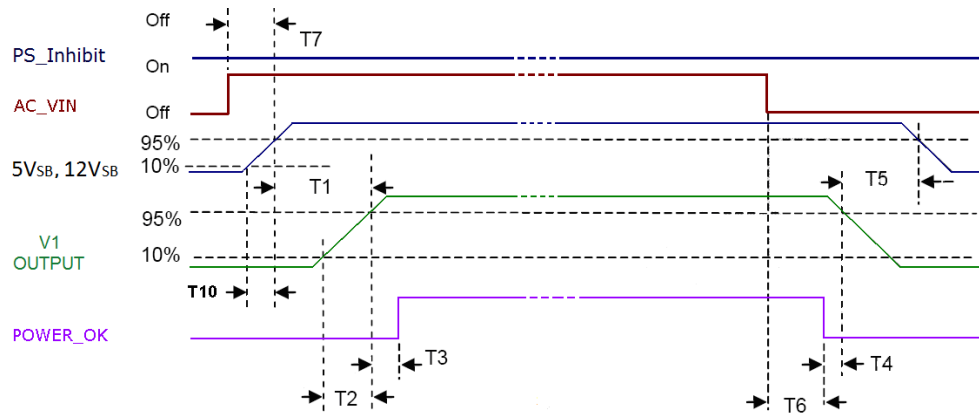 Off
T7
PS_Inhibit
On
AC_VIN
Off
95%
10%
5VSB, 12VSB
T1
T5
95%
V1
OUTPUT
10%
T10
POWER_OK
T3
T4
T2
T6